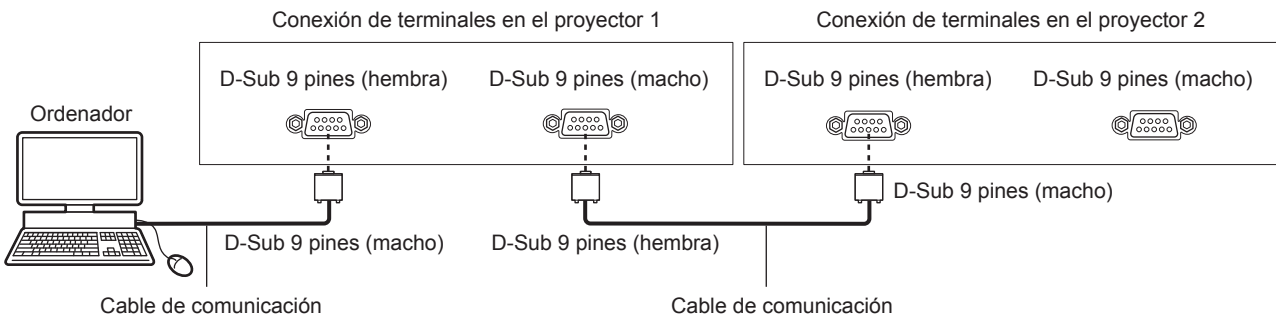 Conexión de terminales en el proyector 1
Conexión de terminales en el proyector 2
D-Sub 9 pines (hembra)
D-Sub 9 pines (macho)
D-Sub 9 pines (hembra)
D-Sub 9 pines (macho)
Ordenador
D-Sub 9 pines (macho)
D-Sub 9 pines (macho)
D-Sub 9 pines (hembra)
Cable de comunicación
Cable de comunicación